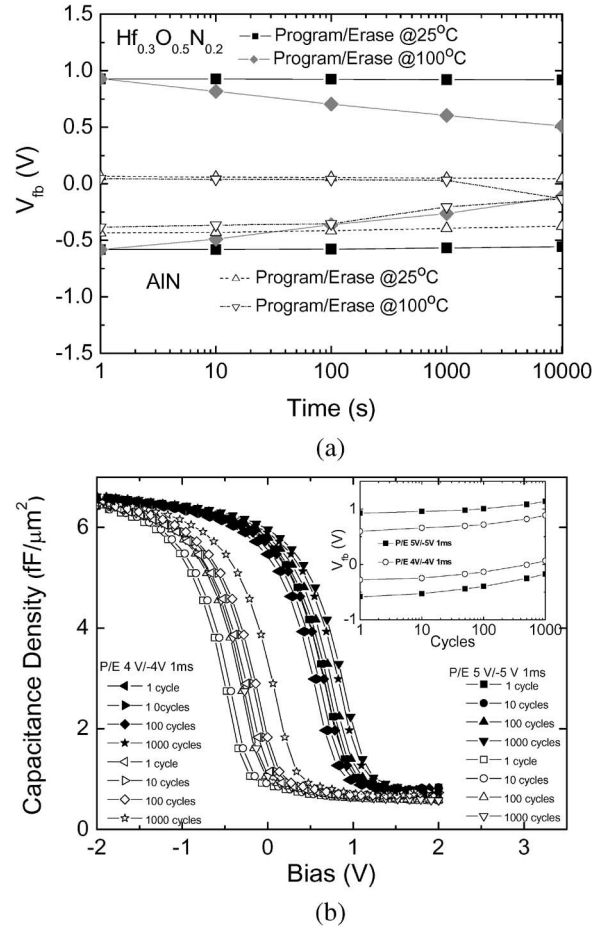 (a)
Hf0.3O0.5N0.2
Program/Erase @25°C
Program/Erase @100°C
1.5
1.0
0.5
0.0
-0.5
-1.0
-1.5
Vfb (V)
AlN
Program/Erase @25°C
Program/Erase @100°C
1 10 100 1000 10000
Time (s)
(a)
Capacitance Density (fF/μm²)
6
4
2
0
P/E 4 V/-4V 1ms
1 cycle
1 0cycles
100 cycles
1000 cycles
1 cycle
10 cycles
100 cycles
1000 cycles
1
0
-1
Vfb (V)
P/E 5V/-5V 1ms
P/E 4V/-4V 1ms
1 10 100 1000
Cycles
P/E 5 V/-5 V 1ms
1 cycle
10 cycles
100 cycles
1000 cycles
1 cycle
10 cycles
100 cycles
1000 cycles
-2 -1 0 1 2 3
Bias (V)
(b)